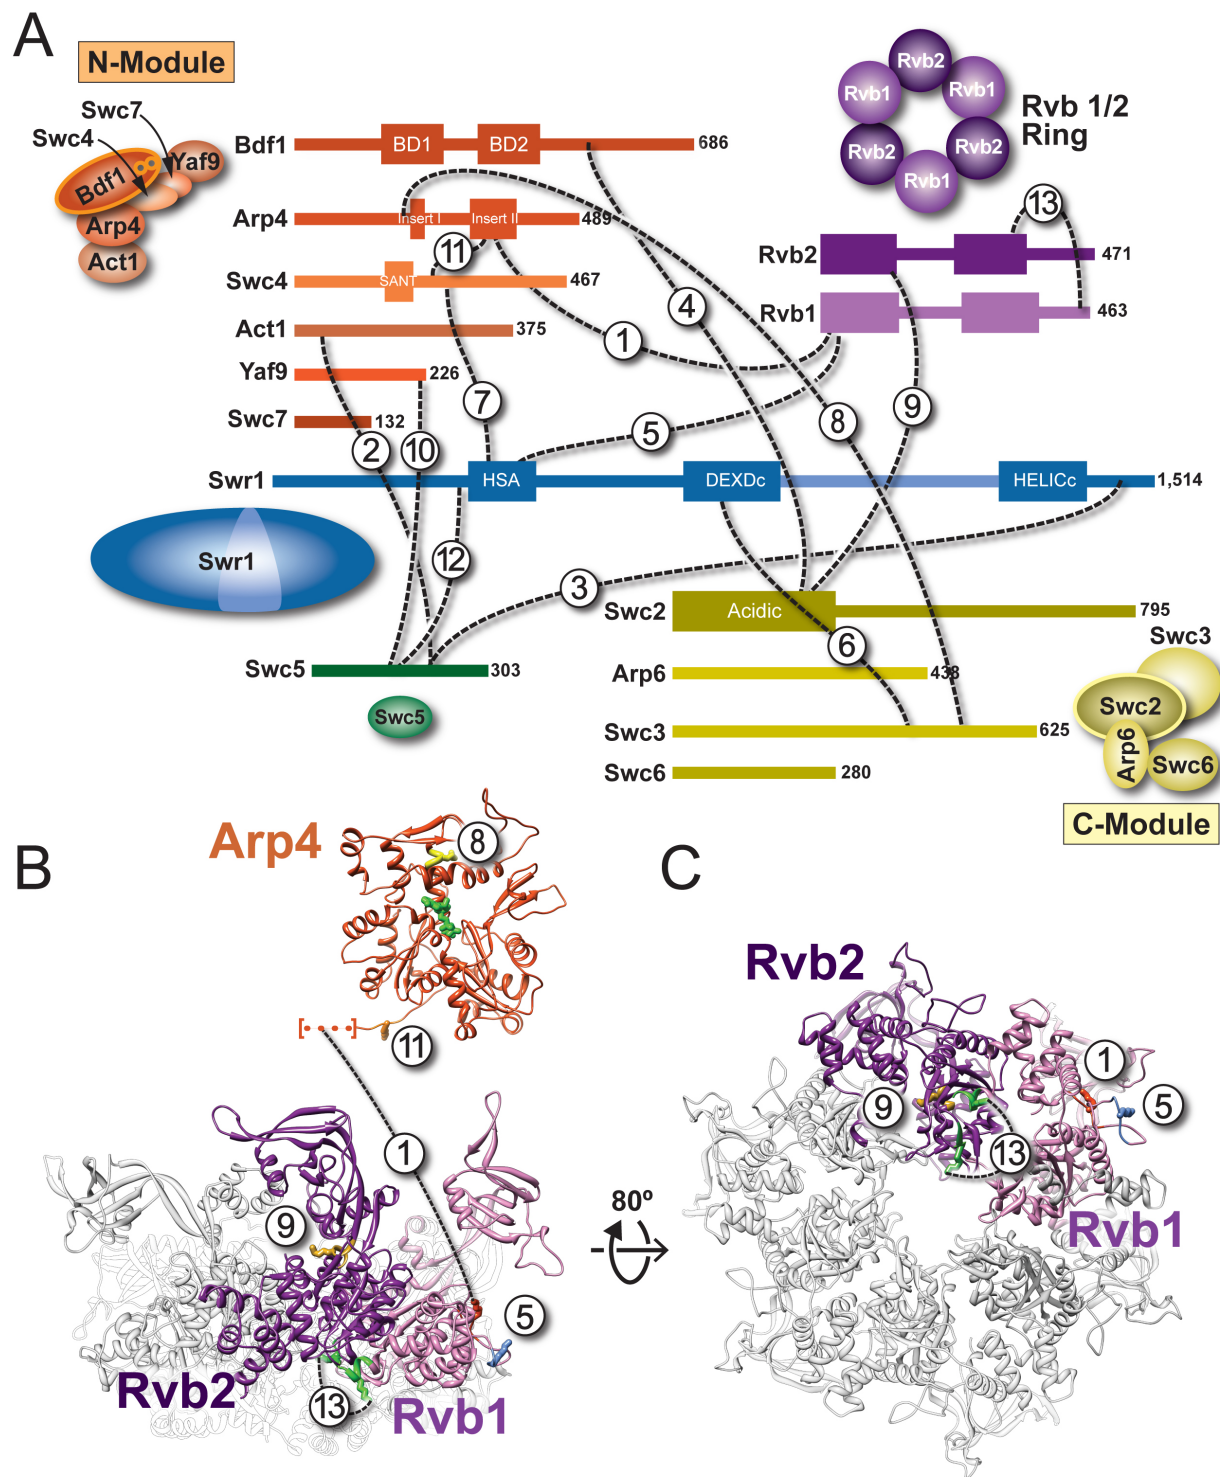 A
N-Module
Swc7
Swc4
Yaf9
Bdf1
Arp4
Act1
Rvb2
Rvb1
Rvb1
Rvb2
Rvb2
Rvb1
Rvb 1/2
Ring
Bdf1 BD1 BD2 686
Arp4 Insert I Insert II 489
11
Swc4 SANT 467
Act1 375
Yaf9 226
Swc7 132
13
Rvb2 471
Rvb1 463
4
1
7
8
9
5
2
10
Swr1 HSA DEXDc HELICc 1,514
Swr1
12
3
Swc2 Acidic 795
6
Swc5 303
Swc5
Arp6 438
Swc3 625
Swc6 280
Swc3
Swc2
Arp6
Swc6
C-Module
B
Arp4
8
11
1
9
5
13
Rvb2
Rvb1
80º
C
Rvb2
1
9
5
13
Rvb1